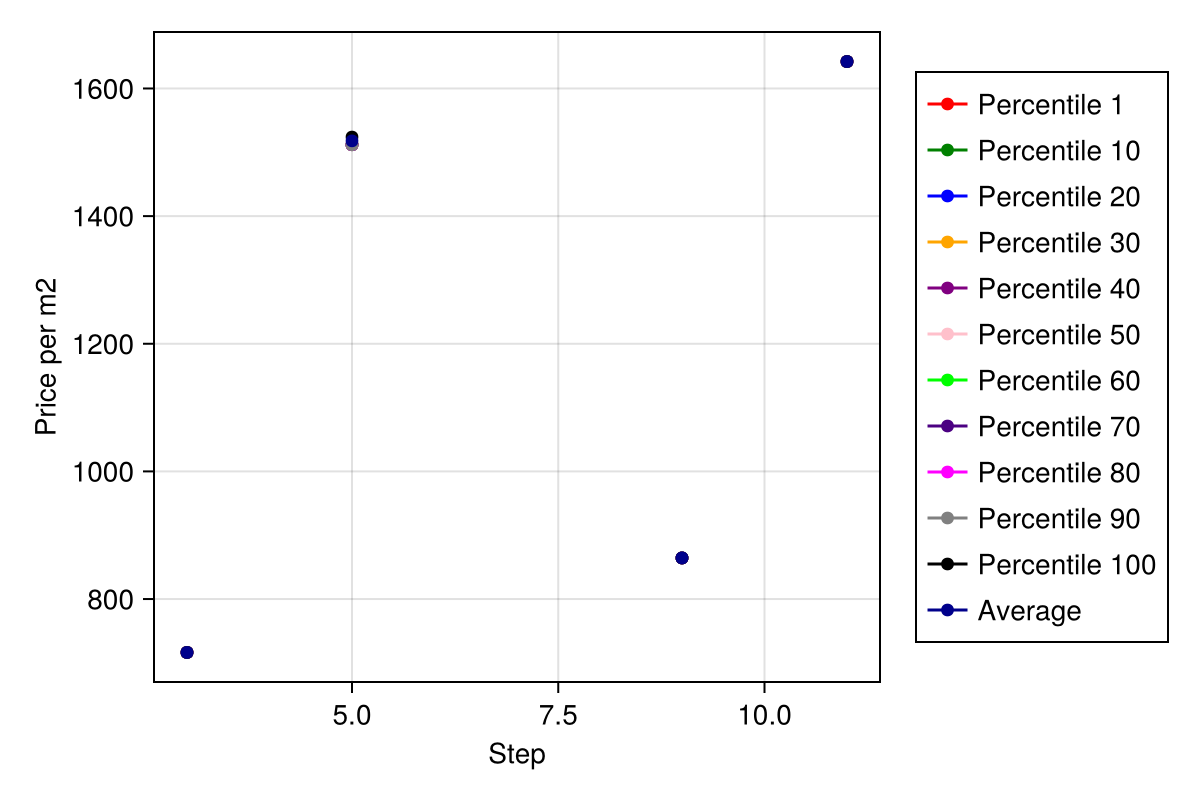 1600
1400
1200
1000
800
Price per m2
5.0
7.5
10.0
Step
Percentile 1
Percentile 10
Percentile 20
Percentile 30
Percentile 40
Percentile 50
Percentile 60
Percentile 70
Percentile 80
Percentile 90
Percentile 100
Average